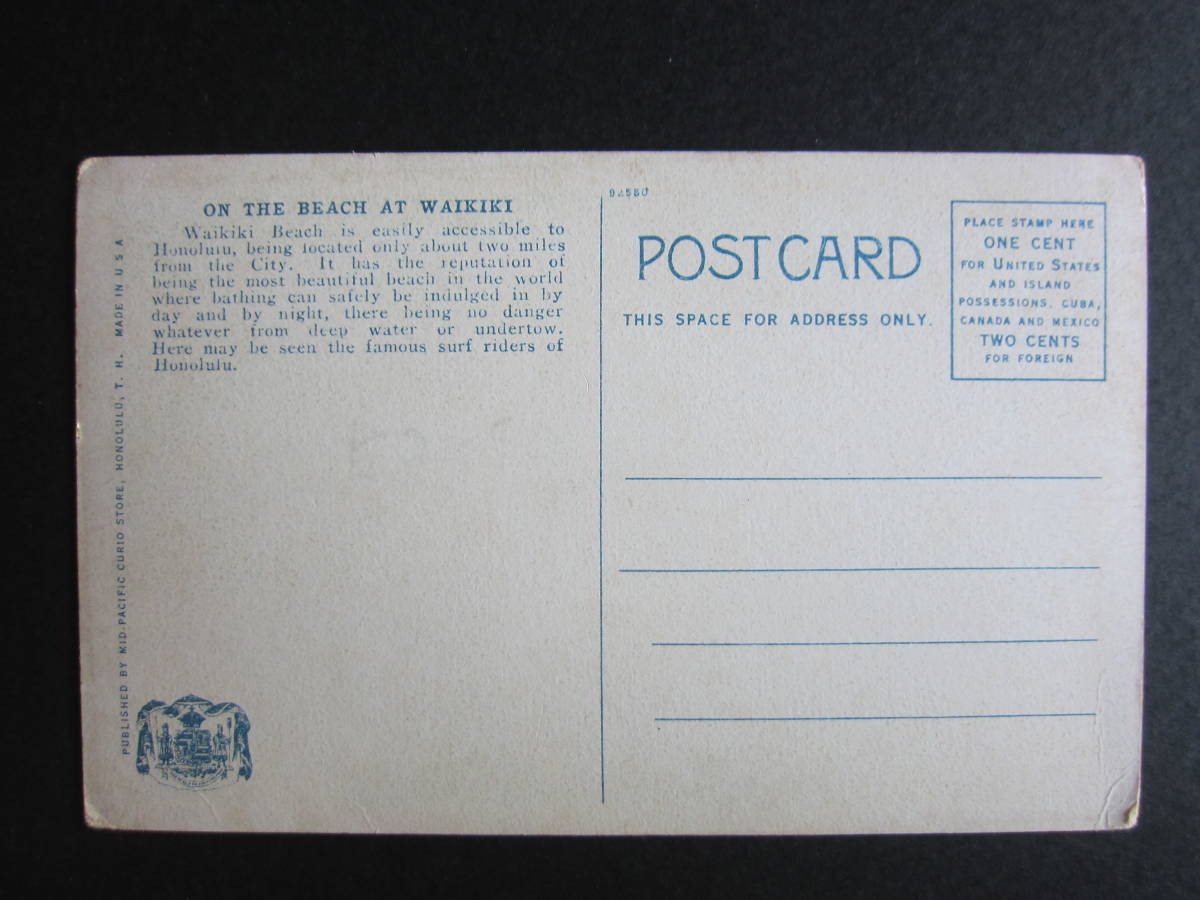 ON THE BEACH AT WAIKIKI
Waikiki Beach is easily accessible to
Honolulu, being located only about two miles
from the City. It has the reputation of
being the most beautiful beach in the world
where bathing can safely be indulged in by
day and by night, there being no danger
whatever from deep water or undertow.
Here may be seen the famous surf riders of
Honolulu.
PUBLISHED BY MID-PACIFIC CURIO STORE, HONOLULU, T. H. MADE IN U S A
92580
POST CARD
THIS SPACE FOR ADDRESS ONLY.
PLACE STAMP HERE
ONE CENT
FOR UNITED STATES
AND ISLAND
POSSESSIONS, CUBA,
CANADA AND MEXICO
TWO CENTS
FOR FOREIGN